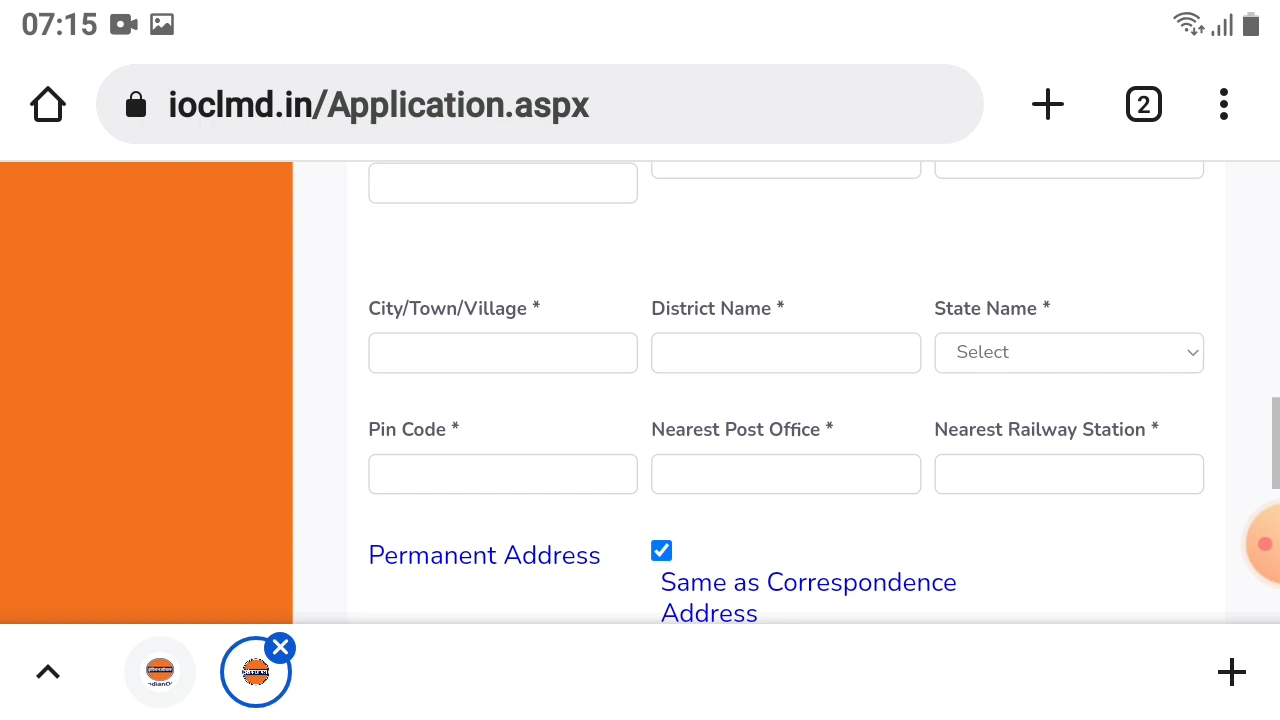 07:15
ioclmd.in/Application.aspx
2
City/Town/Village *
District Name *
State Name *
Select
Pin Code *
Nearest Post Office *
Nearest Railway Station *
Permanent Address
Same as Correspondence
Address